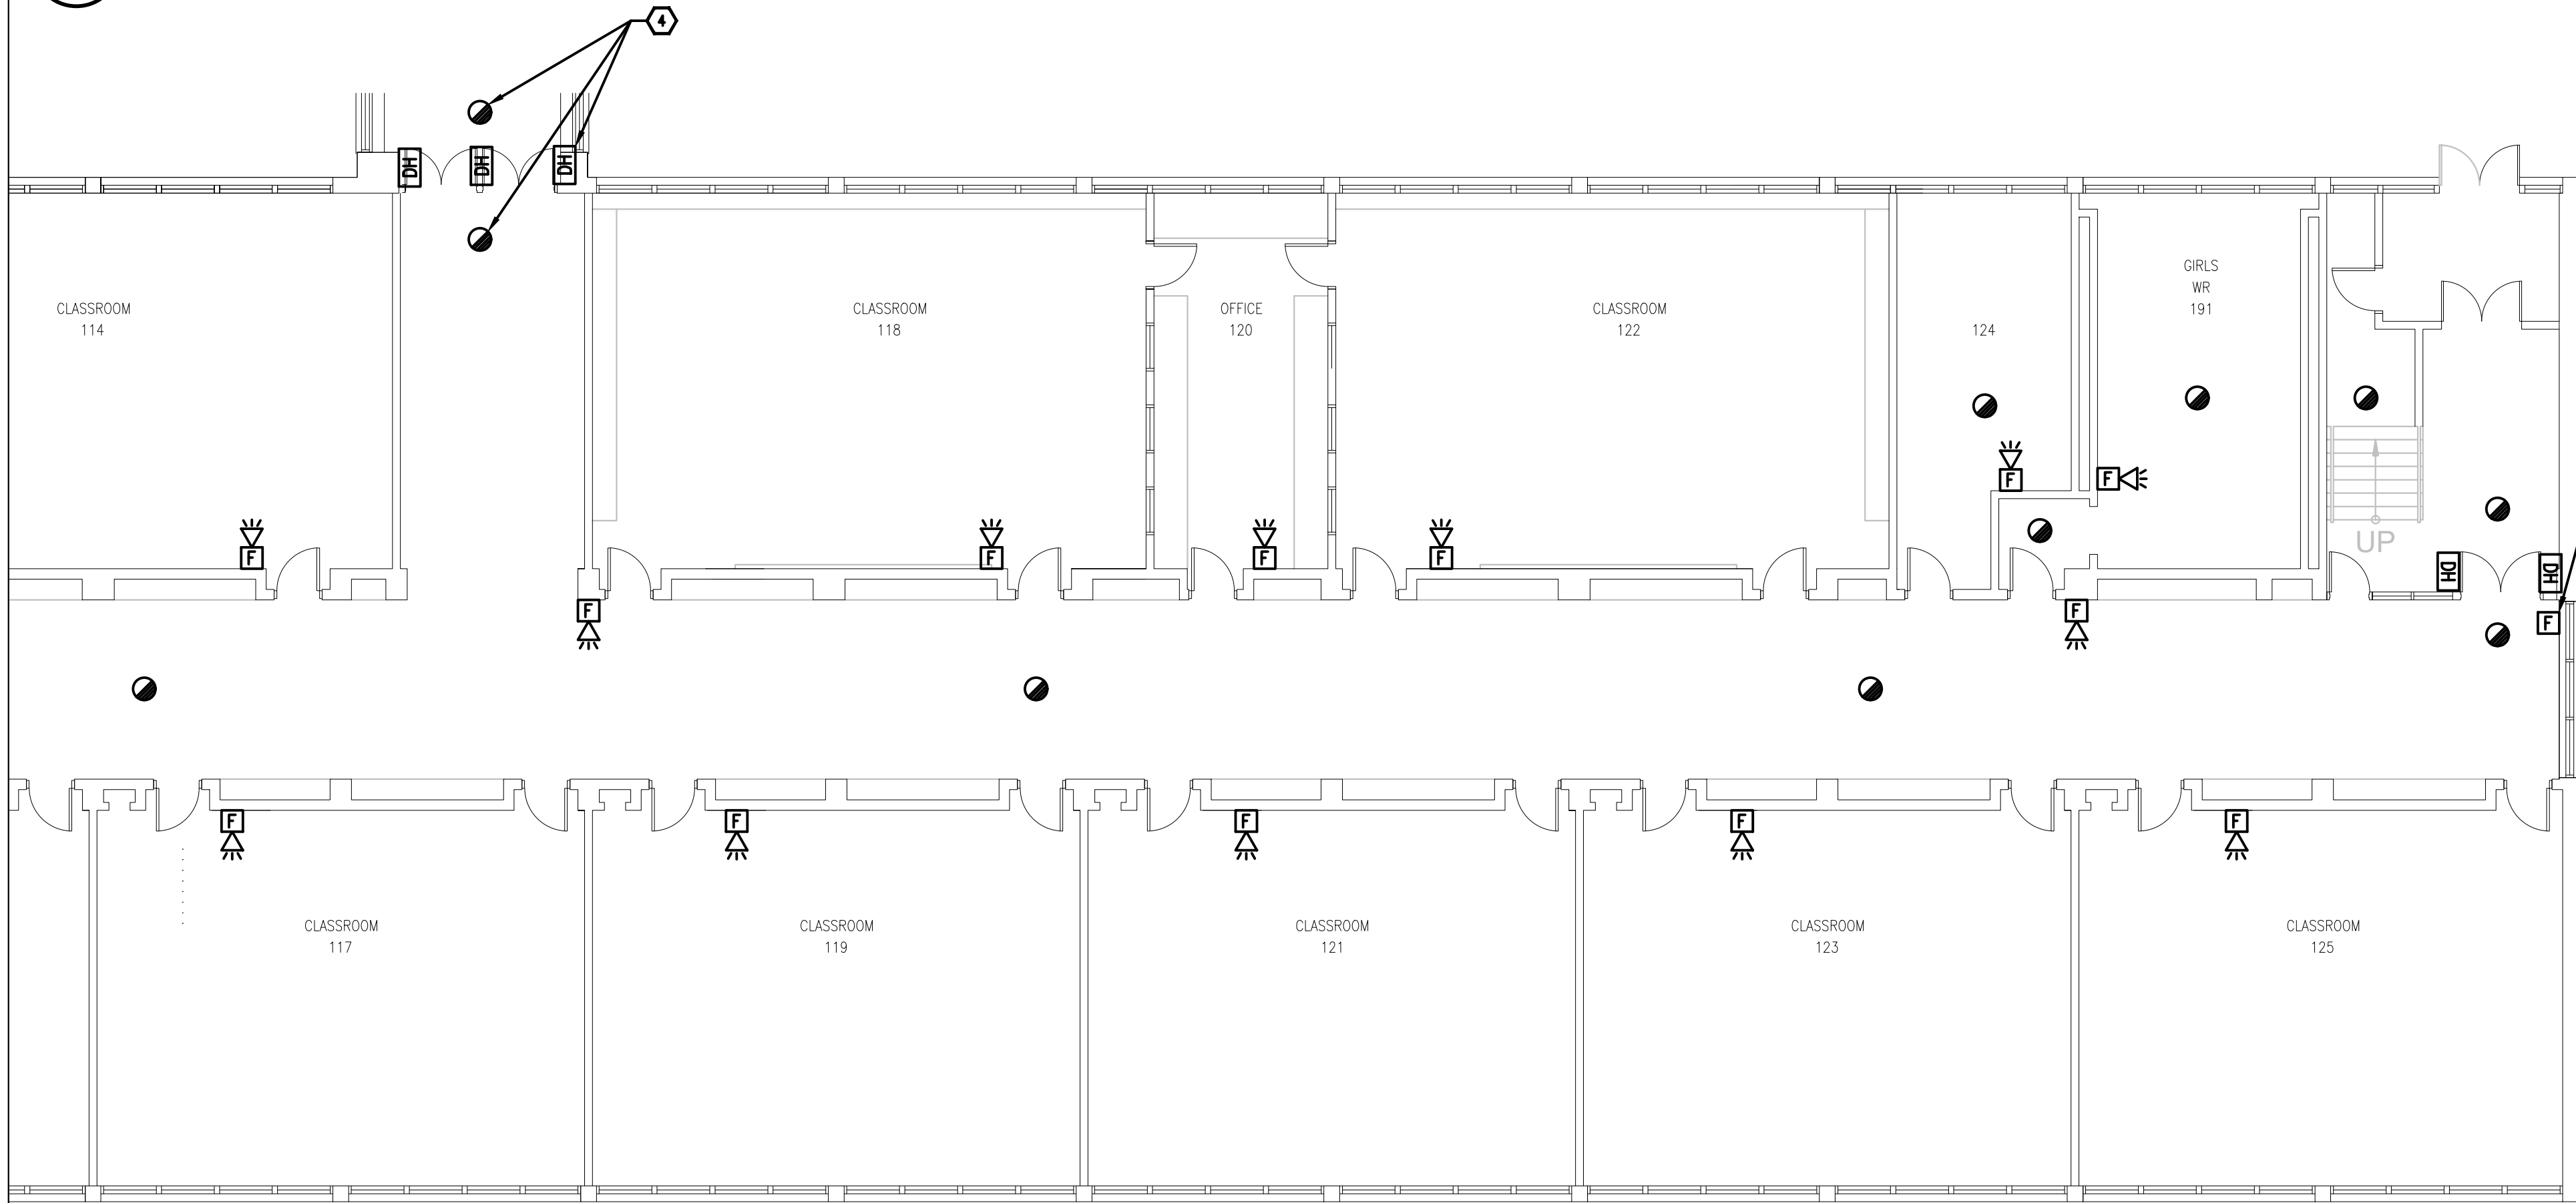 4
DH
DH
DH
CLASSROOM
114
CLASSROOM
118
OFFICE
120
CLASSROOM
122
124
GIRLS
WR
191
F
F
F
F
F
F
UP
DH
DH
F
F
F
F
F
F
F
F
CLASSROOM
117
CLASSROOM
119
CLASSROOM
121
CLASSROOM
123
CLASSROOM
125